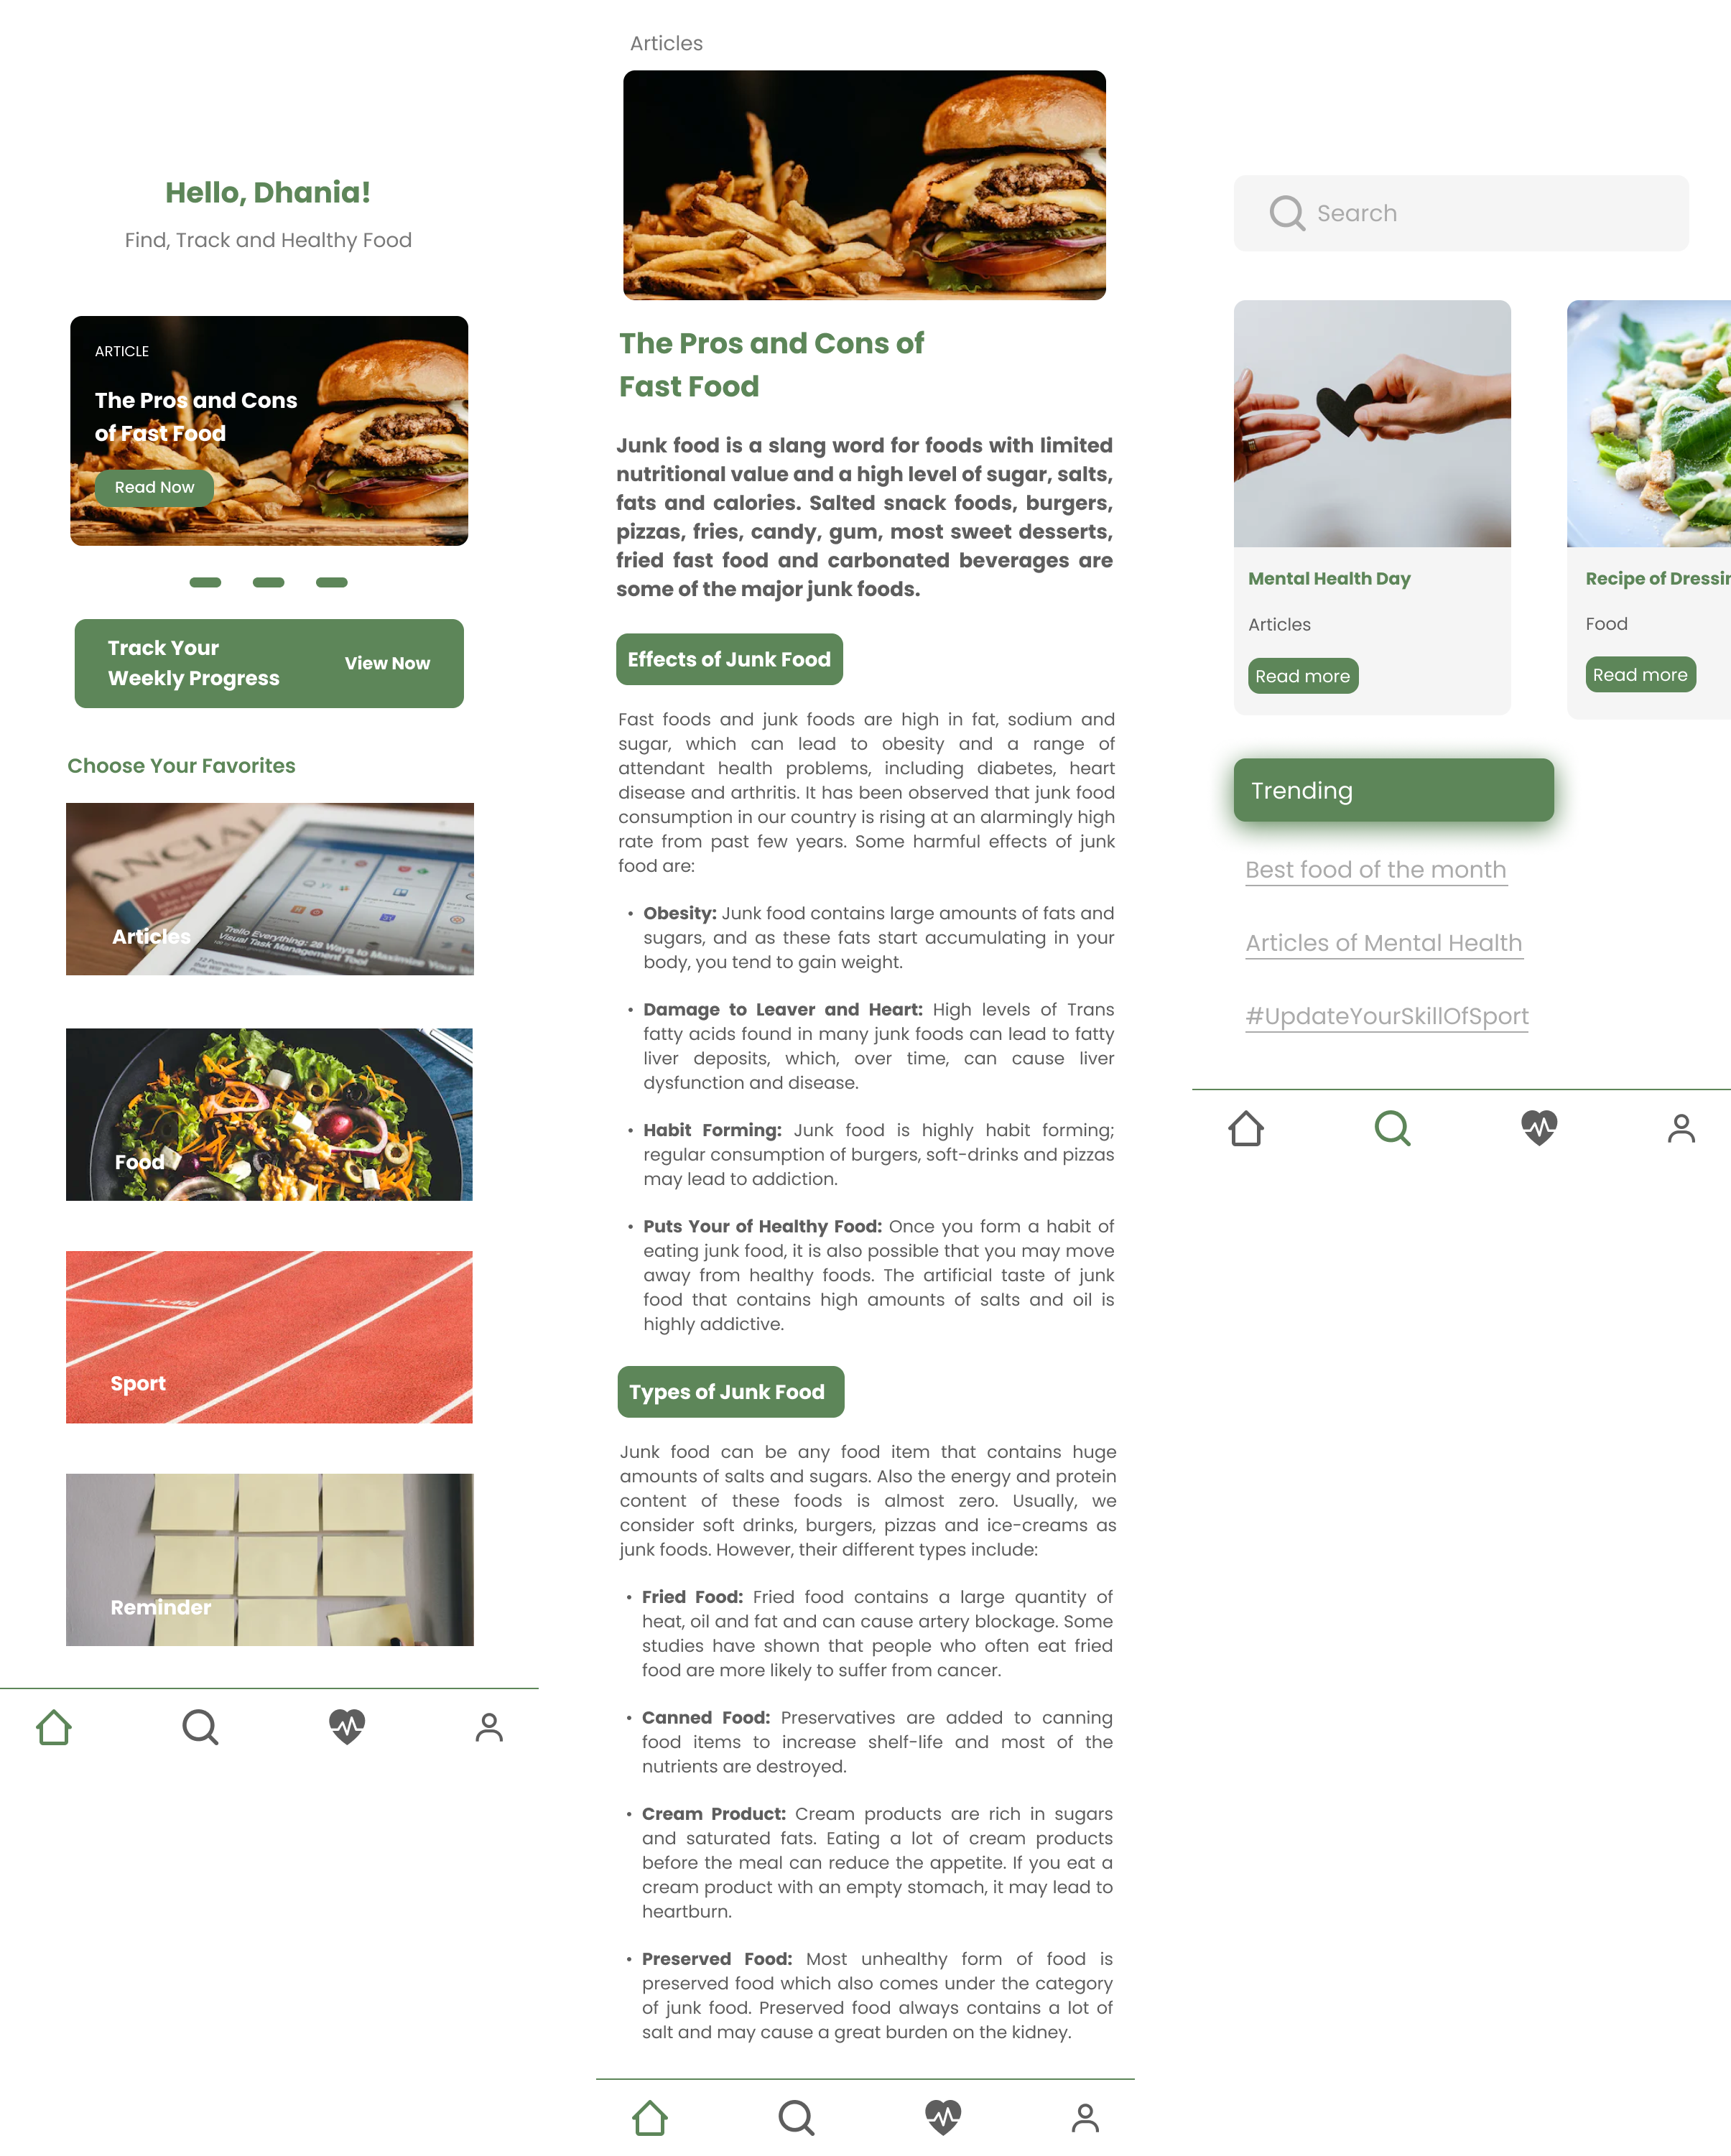 Hello, Dhania!
Find, Track and Healthy Food
ARTICLE
The Pros and Cons
of Fast Food
Read Now
Track Your
Weekly Progress
View Now
Choose Your Favorites
ANCIAL
Trello Everything: 28 Ways to Maximize Your
Visual Task Management Tool
Articles
Food
4×400
Sport
Reminder
Articles
The Pros and Cons of
Fast Food
Junk food is a slang word for foods with limited
nutritional value and a high level of sugar, salts,
fats and calories. Salted snack foods, burgers,
pizzas, fries, candy, gum, most sweet desserts,
fried fast food and carbonated beverages are
some of the major junk foods.
Effects of Junk Food
Fast foods and junk foods are high in fat, sodium and
sugar, which can lead to obesity and a range of
attendant health problems, including diabetes, heart
disease and arthritis. It has been observed that junk food
consumption in our country is rising at an alarmingly high
rate from past few years. Some harmful effects of junk
food are:
• Obesity: Junk food contains large amounts of fats and
sugars, and as these fats start accumulating in your
body, you tend to gain weight.
• Damage to Leaver and Heart: High levels of Trans
fatty acids found in many junk foods can lead to fatty
liver deposits, which, over time, can cause liver
dysfunction and disease.
• Habit Forming: Junk food is highly habit forming;
regular consumption of burgers, soft-drinks and pizzas
may lead to addiction.
• Puts Your of Healthy Food: Once you form a habit of
eating junk food, it is also possible that you may move
away from healthy foods. The artificial taste of junk
food that contains high amounts of salts and oil is
highly addictive.
Types of Junk Food
Junk food can be any food item that contains huge
amounts of salts and sugars. Also the energy and protein
content of these foods is almost zero. Usually, we
consider soft drinks, burgers, pizzas and ice-creams as
junk foods. However, their different types include:
• Fried Food: Fried food contains a large quantity of
heat, oil and fat and can cause artery blockage. Some
studies have shown that people who often eat fried
food are more likely to suffer from cancer.
• Canned Food: Preservatives are added to canning
food items to increase shelf-life and most of the
nutrients are destroyed.
• Cream Product: Cream products are rich in sugars
and saturated fats. Eating a lot of cream products
before the meal can reduce the appetite. If you eat a
cream product with an empty stomach, it may lead to
heartburn.
• Preserved Food: Most unhealthy form of food is
preserved food which also comes under the category
of junk food. Preserved food always contains a lot of
salt and may cause a great burden on the kidney.
Search
Mental Health Day
Articles
Read more
Recipe of Dressin
Food
Read more
Trending
Best food of the month
Articles of Mental Health
#UpdateYourSkillOfSport